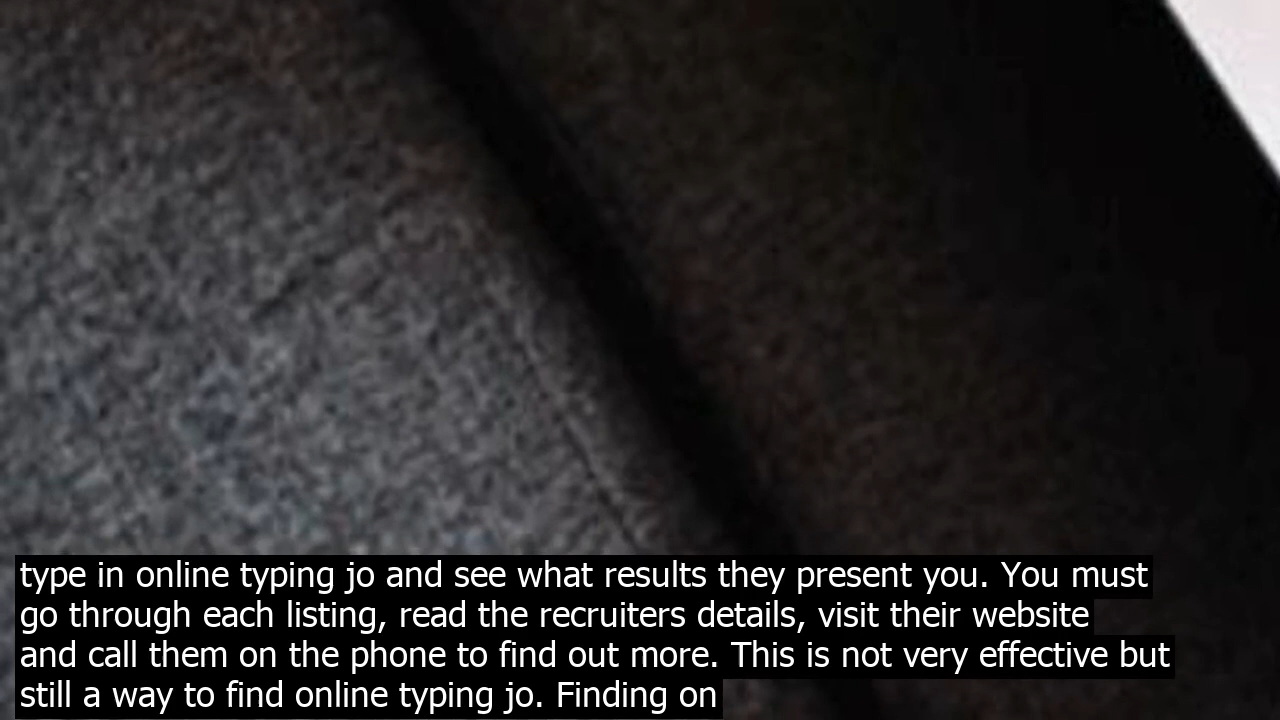 type in online typing jo and see what results they present you. You must
go through each listing, read the recruiters details, visit their website
and call them on the phone to find out more. This is not very effective but
still a way to find online typing jo. Finding on